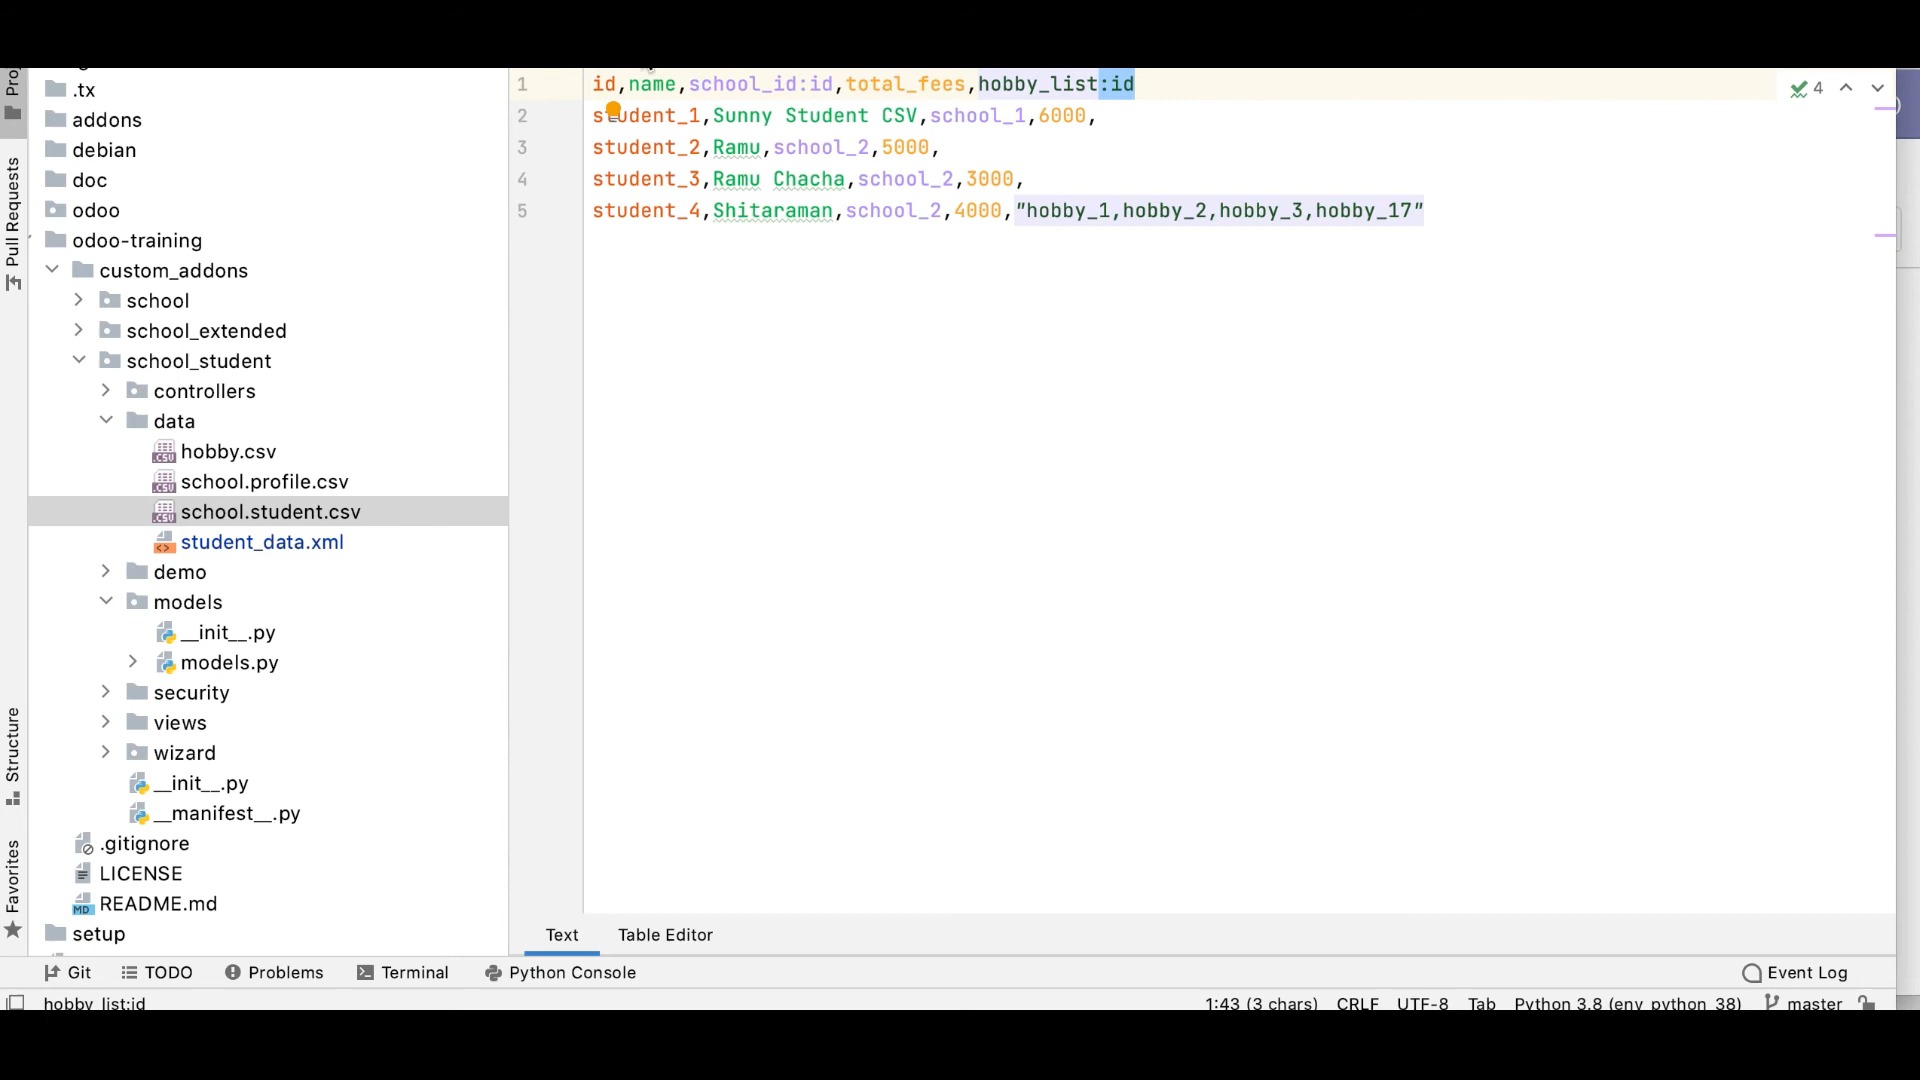 Pull Requests
Structure
Favorites
.tx
addons
debian
doc
odoo
odoo-training
custom_addons
school
school_extended
school_student
controllers
data
hobby.csv
school.profile.csv
school.student.csv
student_data.xml
demo
models
__init__.py
models.py
security
views
wizard
__init__.py
__manifest__.py
.gitignore
LICENSE
README.md
setup
1 id,name,school_id:id,total_fees,hobby_list:id
2 student_1,Sunny Student CSV,school_1,6000,
3 student_2,Ramu,school_2,5000,
4 student_3,Ramu Chacha,school_2,3000,
5 student_4,Shitaraman,school_2,4000,"hobby_1,hobby_2,hobby_3,hobby_17"
4
Text Table Editor
Git TODO Problems Terminal Python Console Event Log
hobby_list:id 1:43 (3 chars) CRLF UTF-8 Tab Python 3.8 (env_python_38) master